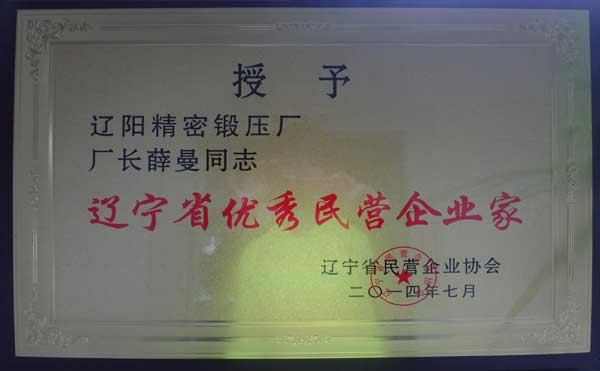 授 予
辽阳精密锻压厂
厂长薛曼同志
辽宁省优秀民营企业家
辽宁省民营企业协会
二〇一四年七月